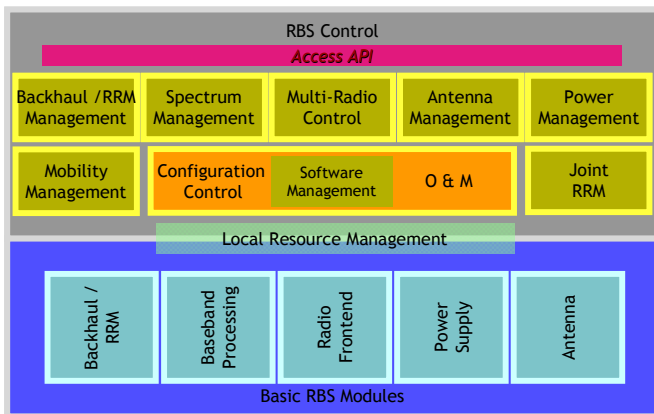 RBS Control
Access API
Backhaul /RRM
Management
Spectrum
Management
Multi-Radio
Control
Antenna
Management
Power
Management
Mobility
Management
Configuration
Control
Software
Management
O & M
Joint
RRM
Local Resource Management
Backhaul /
RRM
Baseband
Processing
Radio
Frontend
Power
Supply
Antenna
Basic RBS Modules